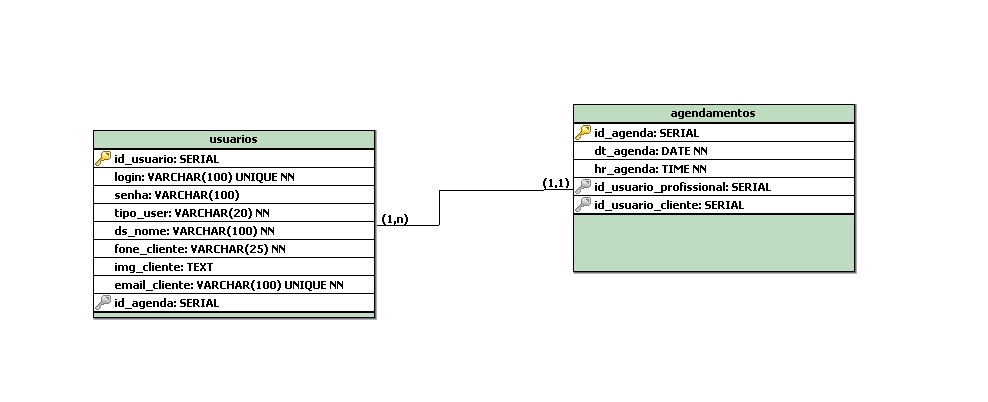 usuarios
id_usuario: SERIAL
login: VARCHAR(100) UNIQUE NN
senha: VARCHAR(100)
tipo_user: VARCHAR(20) NN
ds_nome: VARCHAR(100) NN
fone_cliente: VARCHAR(25) NN
img_cliente: TEXT
email_cliente: VARCHAR(100) UNIQUE NN
id_agenda: SERIAL
(1,n)
(1,1)
agendamentos
id_agenda: SERIAL
dt_agenda: DATE NN
hr_agenda: TIME NN
id_usuario_profissional: SERIAL
id_usuario_cliente: SERIAL